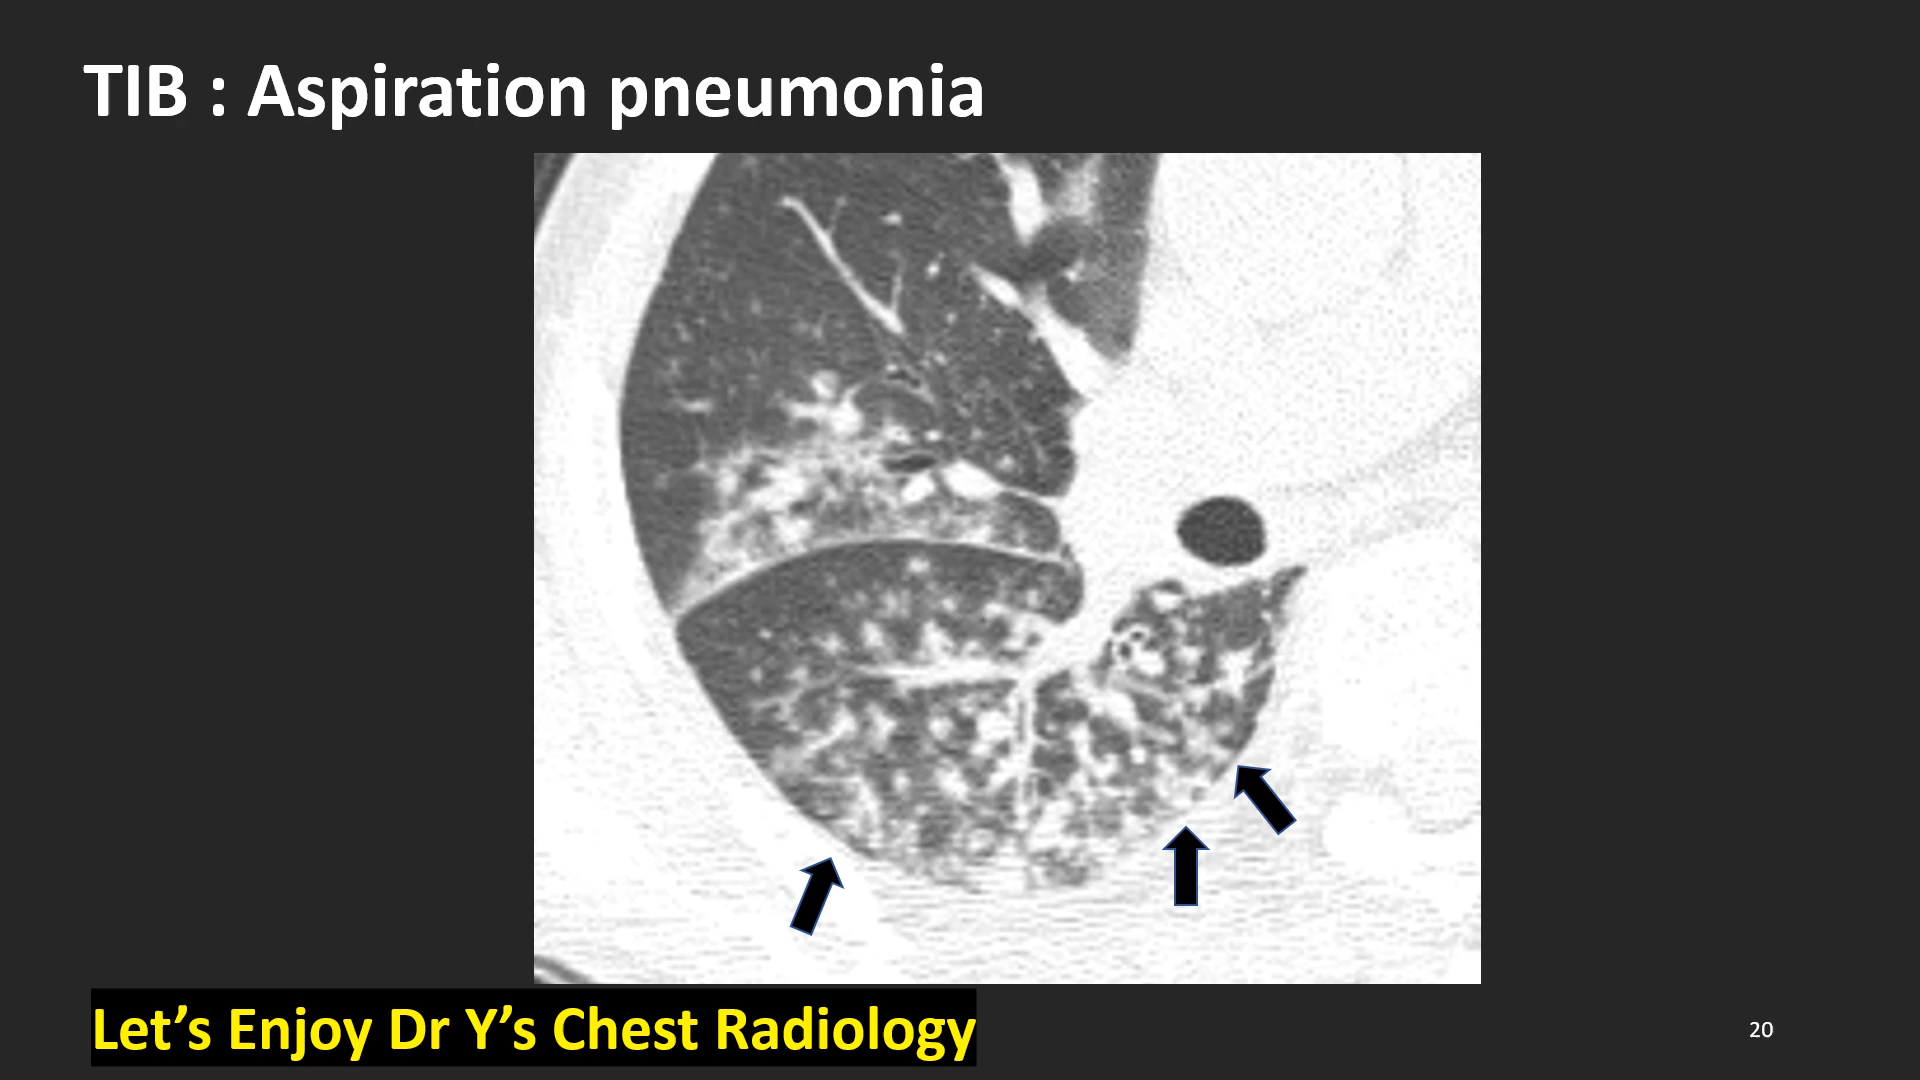 TIB : Aspiration pneumonia
Let’s Enjoy Dr Y’s Chest Radiology
20